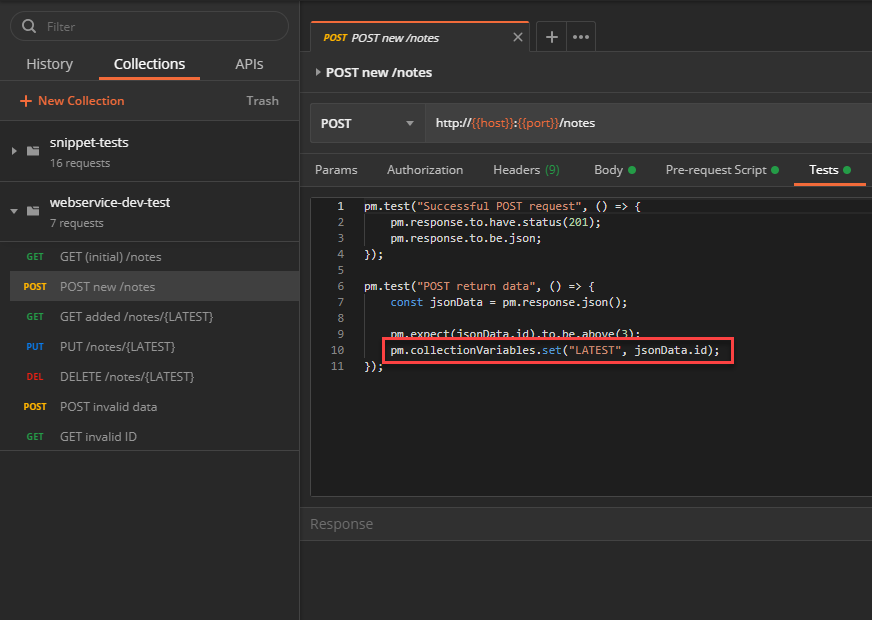 Filter
History Collections APIs
New Collection Trash
snippet-tests
16 requests
webservice-dev-test
7 requests
GET GET (initial) /notes
POST POST new /notes
GET GET added /notes/{LATEST}
PUT PUT /notes/{LATEST}
DEL DELETE /notes/{LATEST}
POST POST invalid data
GET GET invalid ID
POST POST new /notes
POST new /notes
POST http://{{host}}:{{port}}/notes
Params Authorization Headers (9) Body Pre-request Script Tests
1 pm.test("Successful POST request", () => {
2 pm.response.to.have.status(201);
3 pm.response.to.be.json;
4 });
5
6 pm.test("POST return data", () => {
7 const jsonData = pm.response.json();
8
9 pm.expect(jsonData.id).to.be.above(3);
10 pm.collectionVariables.set("LATEST", jsonData.id);
11 });
Response